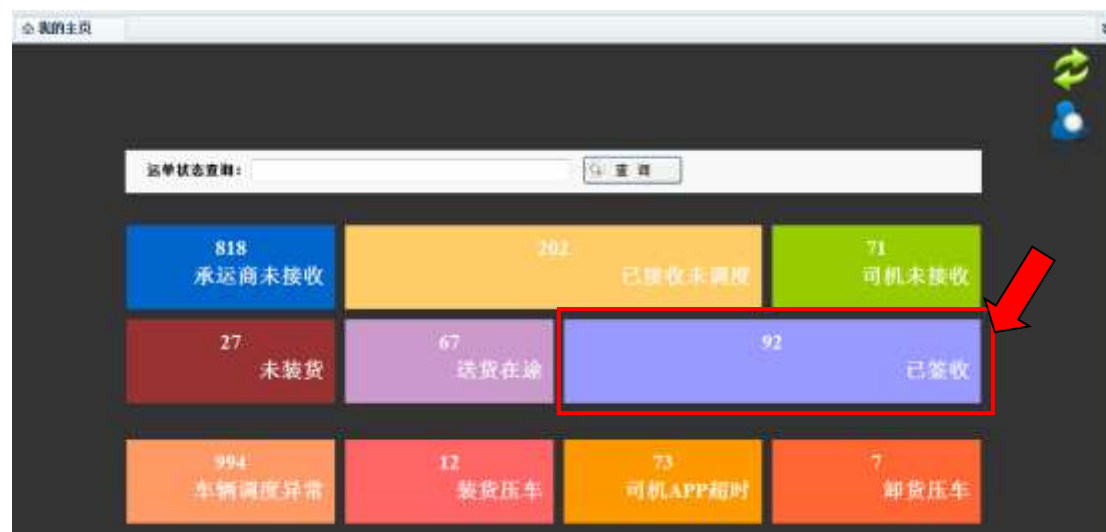 我的主页
运单状态查询：
查 询
818
承运商未接收
202
已接收未调度
71
司机未接收
27
未装货
67
送货在途
92
已签收
994
车辆调度异常
12
装货压车
73
司机APP超时
7
卸货压车